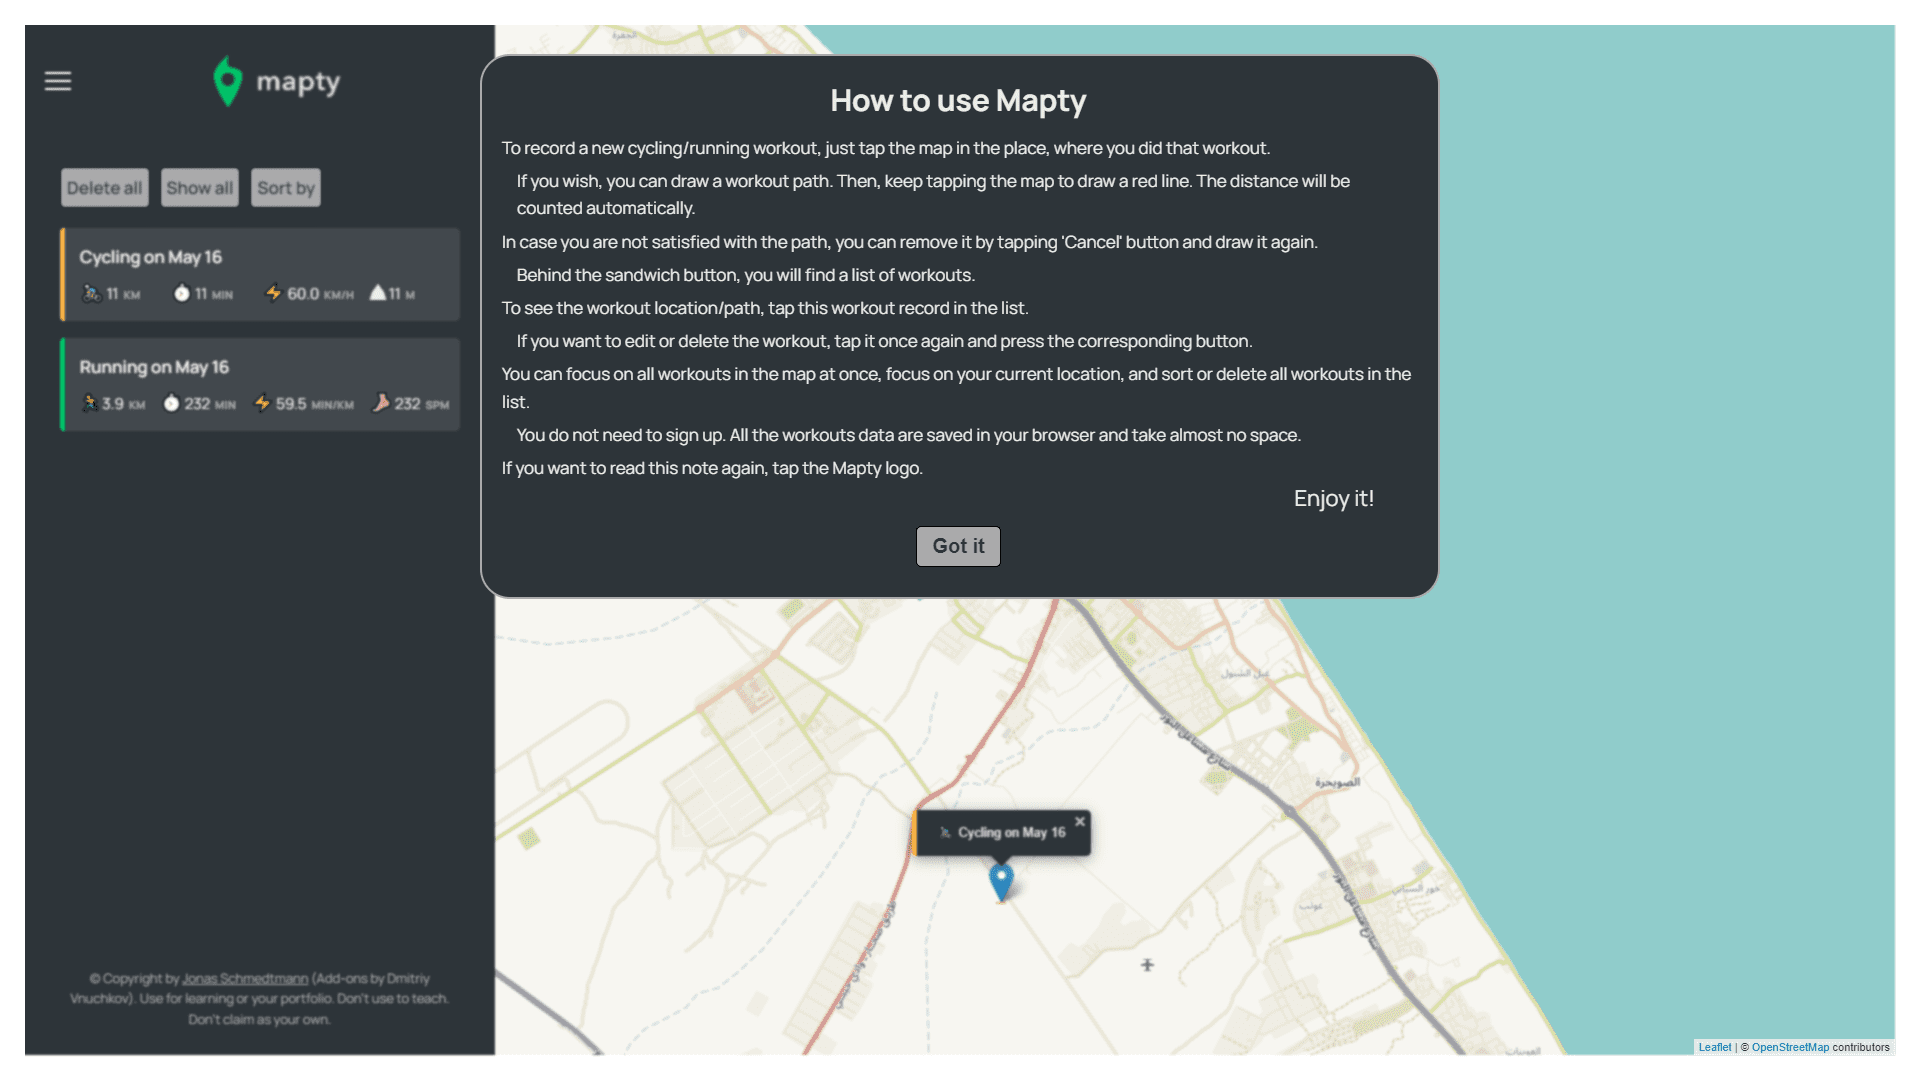 mapty
Delete all
Show all
Sort by
Cycling on May 16
11 KM
11 MIN
60.0 KM/H
11 M
Running on May 16
3.9 KM
232 MIN
59.5 MIN/KM
232 SPM
© Copyright by Jonas Schmedtmann (Add-ons by Dmitriy
Vnuchkov). Use for learning or your portfolio. Don't use to teach.
Don't claim as your own.
How to use Mapty
To record a new cycling/running workout, just tap the map in the place, where you did that workout.
If you wish, you can draw a workout path. Then, keep tapping the map to draw a red line. The distance will be
counted automatically.
In case you are not satisfied with the path, you can remove it by tapping 'Cancel' button and draw it again.
Behind the sandwich button, you will find a list of workouts.
To see the workout location/path, tap this workout record in the list.
If you want to edit or delete the workout, tap it once again and press the corresponding button.
You can focus on all workouts in the map at once, focus on your current location, and sort or delete all workouts in the
list.
You do not need to sign up. All the workouts data are saved in your browser and take almost no space.
If you want to read this note again, tap the Mapty logo.
Enjoy it!
Got it
الصويحرة
Cycling on May 16
×
Leaflet | © OpenStreetMap contributors